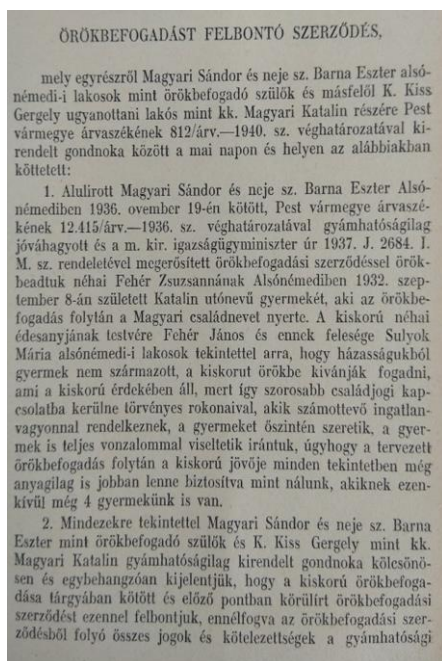 ÖRÖKBEFOGADÁST FELBONTÓ SZERZŐDÉS,
mely egyrészről Magyari Sándor és neje sz. Barna Eszter alsó-
némedi-i lakosok mint örökbefogadó szülők és másfelől K. Kiss
Gergely ugyanottani lakós mint kk. Magyari Katalin részére Pest
vármegye árvaszékének 812/árv.—1940. sz. véghatározatával ki-
rendelt gondnoka között a mai napon és helyen az alábbiakban
köttetett:
1. Alulirott Magyari Sándor és neje sz. Barna Eszter Alsó-
némediben 1936. ovember 19-én kötött, Pest vármegye árvaszé-
kének 12.415/árv.—1936. sz. véghatározatával gyámhatóságilag
jóváhagyott és a m. kir. igazságügyminiszter úr 1937. J. 2684. I.
M. sz. rendeletével megerősített örökbefogadási szerződéssel örök-
beadtuk néhai Fehér Zsuzsannának Alsónémediben 1932. szep-
tember 8-án született Katalin utónevű gyermekét, aki az örökbe-
fogadás folytán a Magyari családnevet nyerte. A kiskorú néhai
édesanyjának testvére Fehér János és ennek felesége Sulyok
Mária alsónémedi-i lakosok tekintettel arra, hogy házasságukból
gyermek nem származott, a kiskorut örökbe kivánják fogadni,
ami a kiskorú érdekében áll, mert így szorosabb családjogi kap-
csolatba kerülne törvényes rokonaival, akik számottevő ingatlan-
vagyonnal rendelkeznek, a gyermeket őszintén szeretik, a gyer-
mek is teljes vonzalommal viseltetik irántuk, úgyhogy a tervezett
örökbefogadás folytán a kiskorú jövője minden tekintetben még
anyagilag is jobban lenne biztosítva mint nálunk, akiknek ezen-
kívül még 4 gyermekünk is van.
2. Mindezekre tekintettel Magyari Sándor és neje sz. Barna
Eszter mint örökbefogadó szülők és K. Kiss Gergely mint kk.
Magyari Katalin gyámhatóságilag kirendelt gondnoka kölcsönö-
sen és egybehangzóan kijelentjük, hogy a kiskorú örökbefoga-
dása tárgyában kötött és előző pontban körülírt örökbefogadási
szerződést ezennel felbontjuk, ennélfogva az örökbefogadási szer-
ződésből folyó összes jogok és kötelezettségek a gyámhatósági